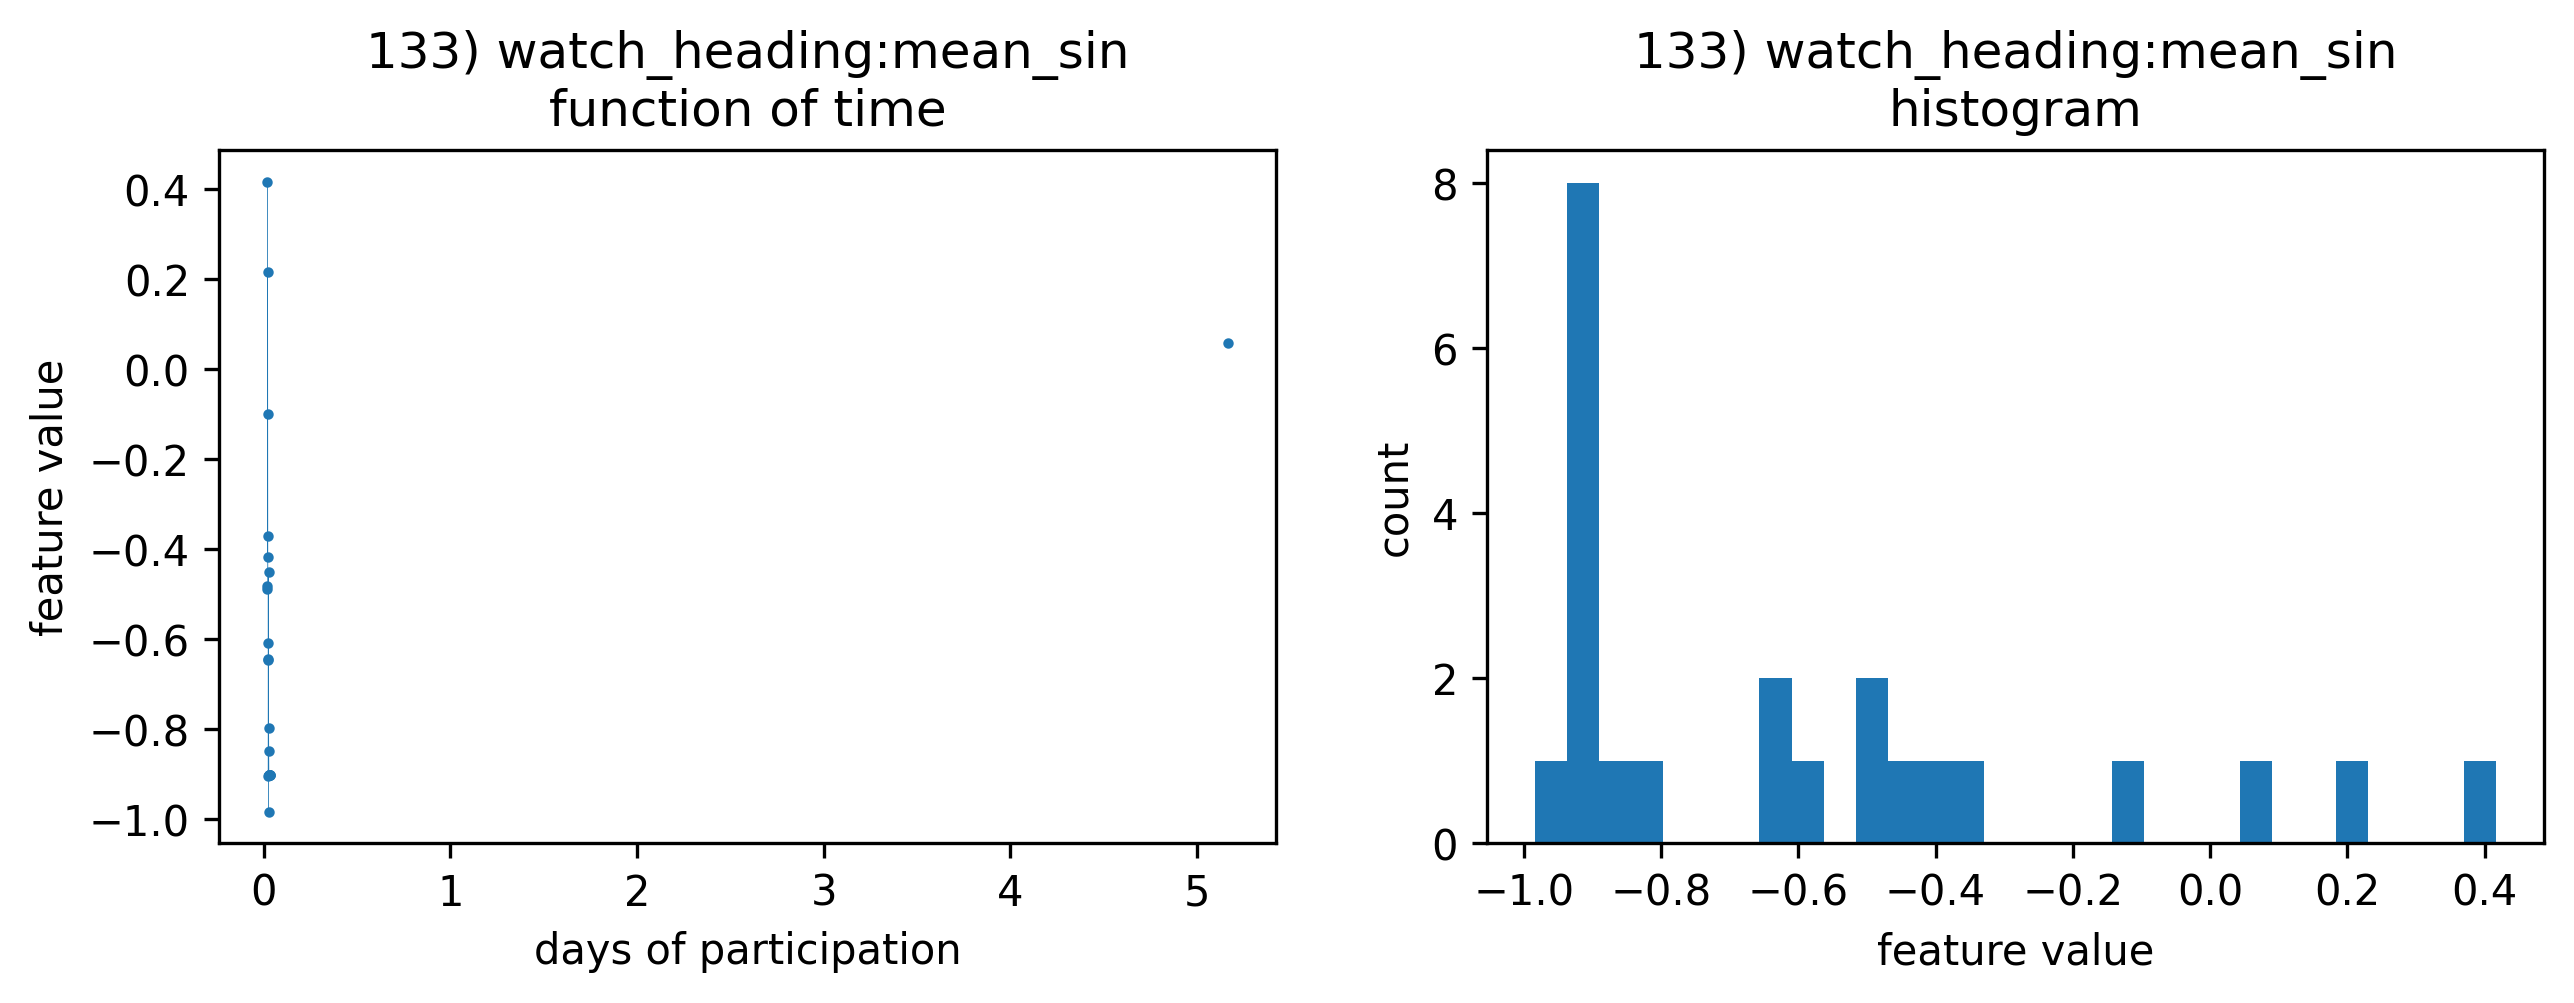 133) watch_heading:mean_sin
function of time
0.4
0.2
0.0
−0.2
−0.4
−0.6
−0.8
−1.0
feature value
0 1 2 3 4 5
days of participation
133) watch_heading:mean_sin
histogram
8
6
4
2
0
count
−1.0 −0.8 −0.6 −0.4 −0.2 0.0 0.2 0.4
feature value